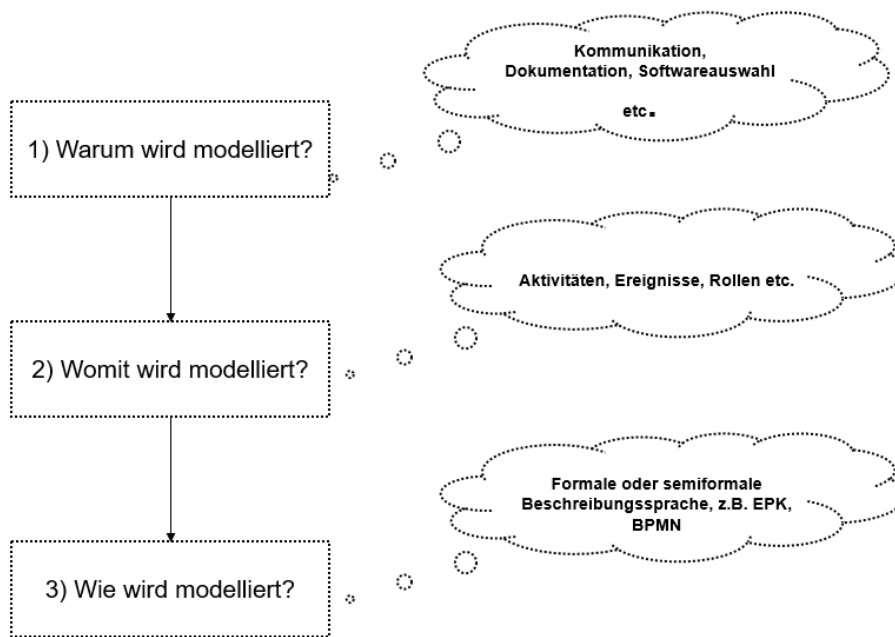 Kommunikation,
Dokumentation, Softwareauswahl
etc.
1) Warum wird modelliert?
Aktivitäten, Ereignisse, Rollen etc.
2) Womit wird modelliert?
Formale oder semiformale
Beschreibungssprache, z.B. EPK,
BPMN
3) Wie wird modelliert?